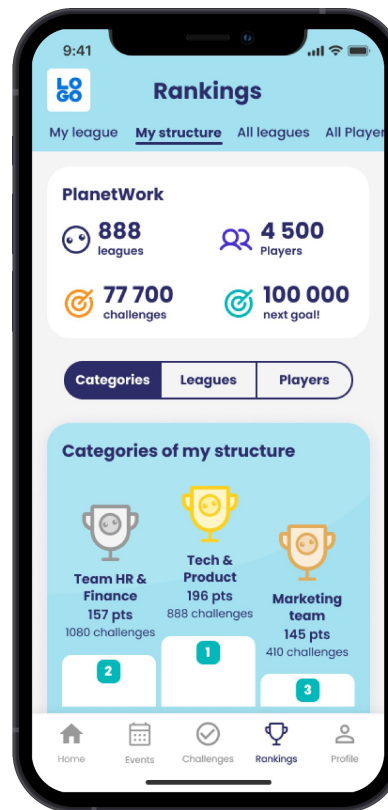 9:41
LO
GO
Rankings
My league My structure All leagues All Player
PlanetWork
888
leagues
4 500
Players
77 700
challenges
100 000
next goal!
Categories Leagues Players
Categories of my structure
Team HR &
Finance
157 pts
1080 challenges
Tech &
Product
196 pts
888 challenges
Marketing
team
145 pts
410 challenges
2
1
3
Home Events Challenges Rankings Profile